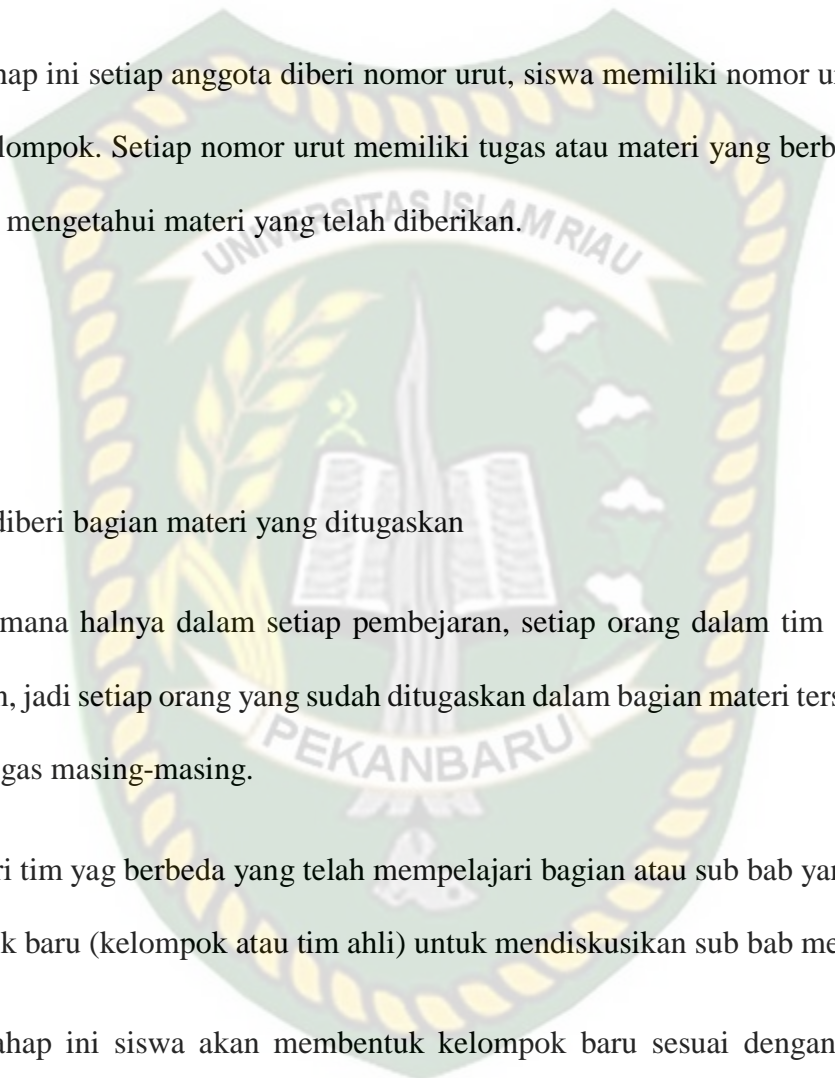 hap ini setiap anggota diberi nomor urut, siswa memiliki nomor u
lompok. Setiap nomor urut memiliki tugas atau materi yang berb
mengetahui materi yang telah diberikan.
UNIVERSITAS ISLAM RIAU
diberi bagian materi yang ditugaskan
mana halnya dalam setiap pembejaran, setiap orang dalam tim
n, jadi setiap orang yang sudah ditugaskan dalam bagian materi ters
gas masing-masing.
PEKANBARU
ri tim yag berbeda yang telah mempelajari bagian atau sub bab yan
k baru (kelompok atau tim ahli) untuk mendiskusikan sub bab me
ahap ini siswa akan membentuk kelompok baru sesuai dengan